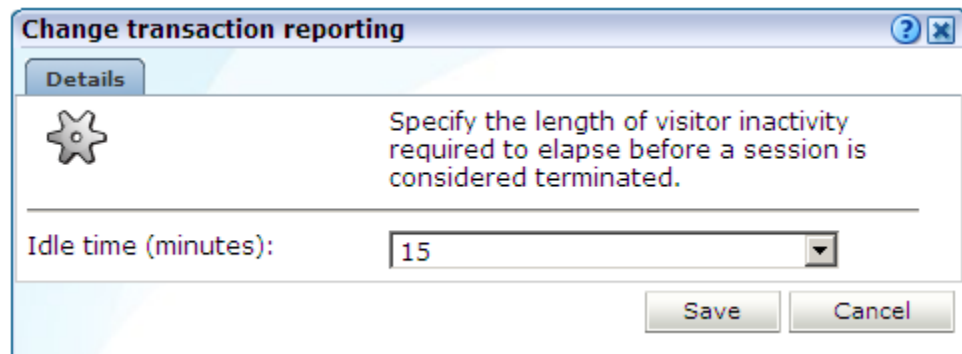 Change transaction reporting
Details
Specify the length of visitor inactivity
required to elapse before a session is
considered terminated.
Idle time (minutes): 15
Save Cancel